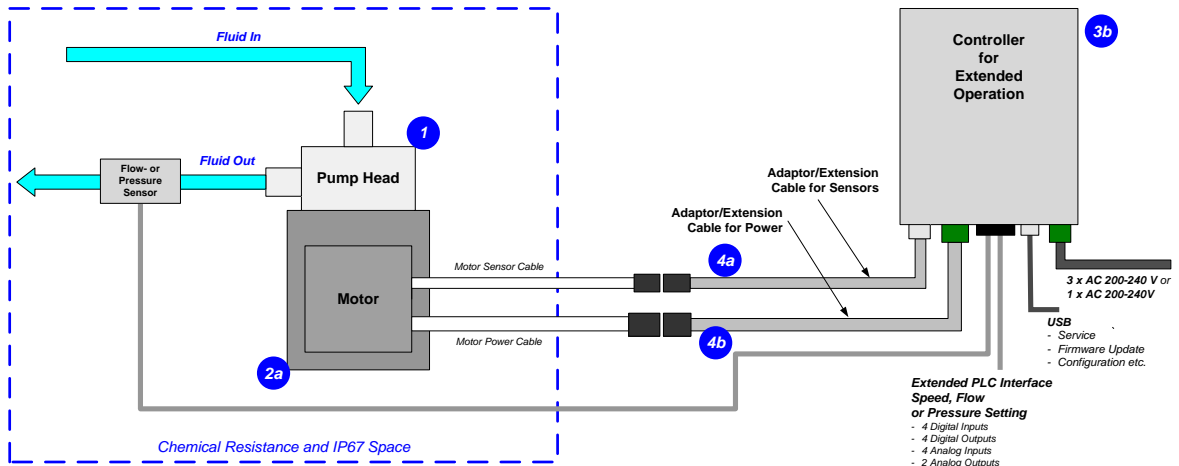 Fluid In
Controller
for
Extended
Operation
3b
1
Fluid Out
Flow- or
Pressure
Sensor
Pump Head
Adaptor/Extension
Cable for Sensors
Adaptor/Extension
Cable for Power
Motor Sensor Cable
4a
Motor
3 x AC 200-240 V or
1 x AC 200-240V
Motor Power Cable
4b
2a
USB
- Service
- Firmware Update
- Configuration etc.
Extended PLC Interface
Speed, Flow
or Pressure Setting
- 4 Digital Inputs
- 4 Digital Outputs
- 4 Analog Inputs
- 2 Analog Outputs
Chemical Resistance and IP67 Space